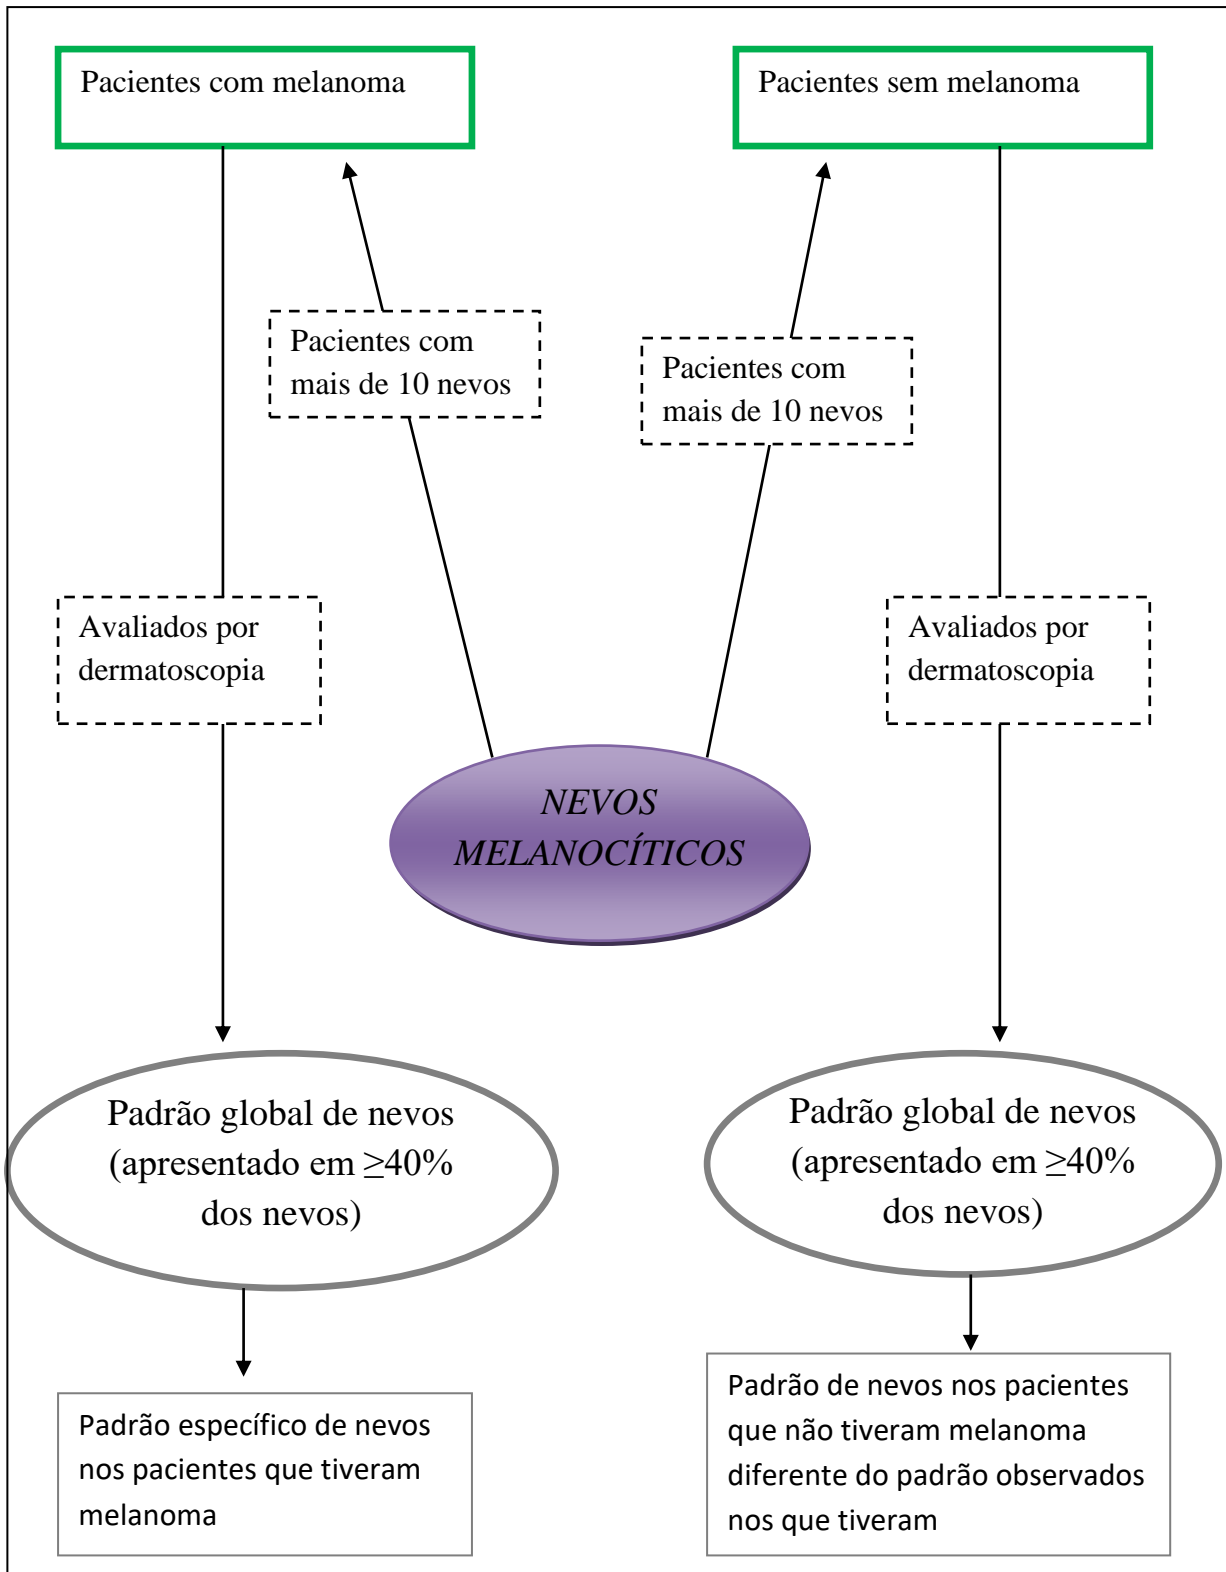 Pacientes com melanoma
Pacientes sem melanoma
Pacientes com
mais de 10 nevos
Pacientes com
mais de 10 nevos
Avaliados por
dermatoscopia
Avaliados por
dermatoscopia
NEVOS
MELANOCÍTICOS
Padrão global de nevos
(apresentado em ≥40%
dos nevos)
Padrão global de nevos
(apresentado em ≥40%
dos nevos)
Padrão específico de nevos
nos pacientes que tiveram
melanoma
Padrão de nevos nos pacientes
que não tiveram melanoma
diferente do padrão observados
nos que tiveram